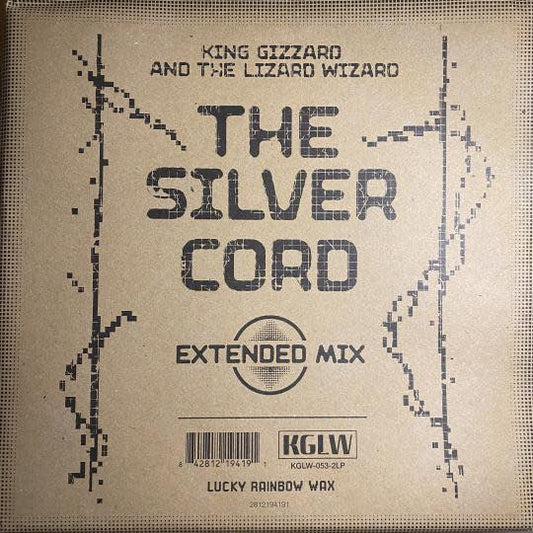 KING GIZZARD
AND THE LIZARD WIZARD
THE
SILVER
CORD
EXTENDED MIX
8 42812 19419 1
KGLW
KGLW-053-2LP
LUCKY RAINBOW WAX
2812194191